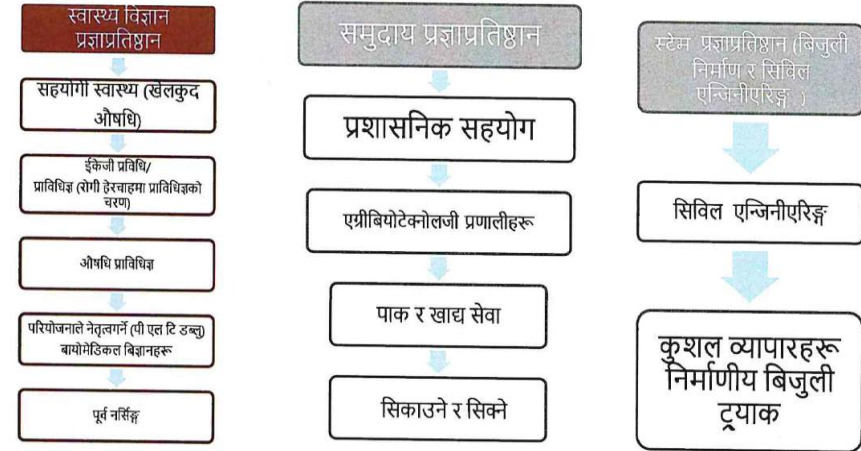 स्वास्थ्य विज्ञान
प्रज्ञाप्रतिष्ठान
सहयोगी स्वास्थ्य (खेलकुद
औषधि)
ईकेजी प्रविधि/
प्राविधिज्ञ (रोगी हेरचाहमा प्राविधिज्ञको
चरण)
औषधि प्राविधिज्ञ
परियोजनाले नेतृत्वगर्ने (पी एल टि डब्लु)
बायोमेडिकल बिज्ञानहरू
पूर्व नर्सिङ्ग
समुदाय प्रज्ञाप्रतिष्ठान
प्रशासनिक सहयोग
एग्रीबियोटेक्नोलजी प्रणालीहरू
पाक र खाद्य सेवा
सिकाउने र सिक्ने
स्टेम प्रज्ञाप्रतिष्ठान (बिजुली
निर्माण र सिविल
एन्जिनीएरिङ्ग )
सिविल एन्जिनीएरिङ्ग
कुशल व्यापारहरू
निर्माणीय बिजुली
ट्र्याक